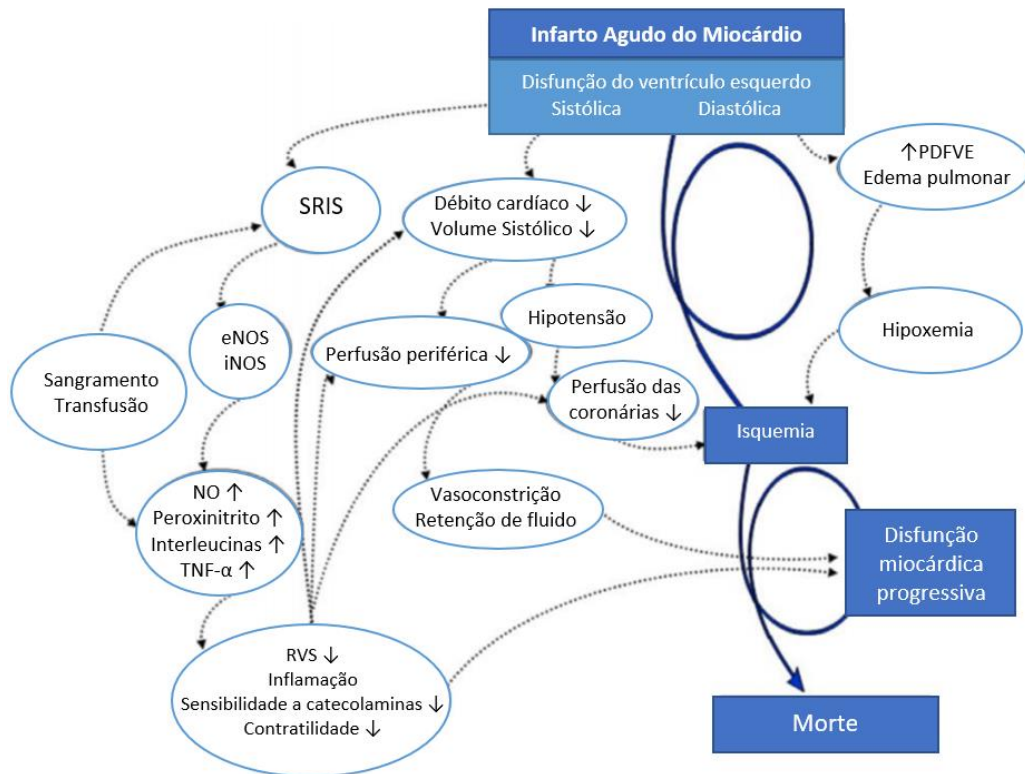 Infarto Agudo do Miocárdio
Disfunção do ventrículo esquerdo
Sistólica Diastólica
↑PDFVE
Edema pulmonar
SRIS
Débito cardíaco ↓
Volume Sistólico ↓
Hipotensão
Hipoxemia
eNOS
iNOS
Perfusão periférica ↓
Sangramento
Transfusão
Perfusão das
coronárias ↓
Isquemia
NO ↑
Peroxinitrito ↑
Interleucinas ↑
TNF-α ↑
Vasoconstrição
Retenção de fluido
Disfunção
miocárdica
progressiva
RVS ↓
Inflamação
Sensibilidade a catecolaminas ↓
Contratilidade ↓
Morte